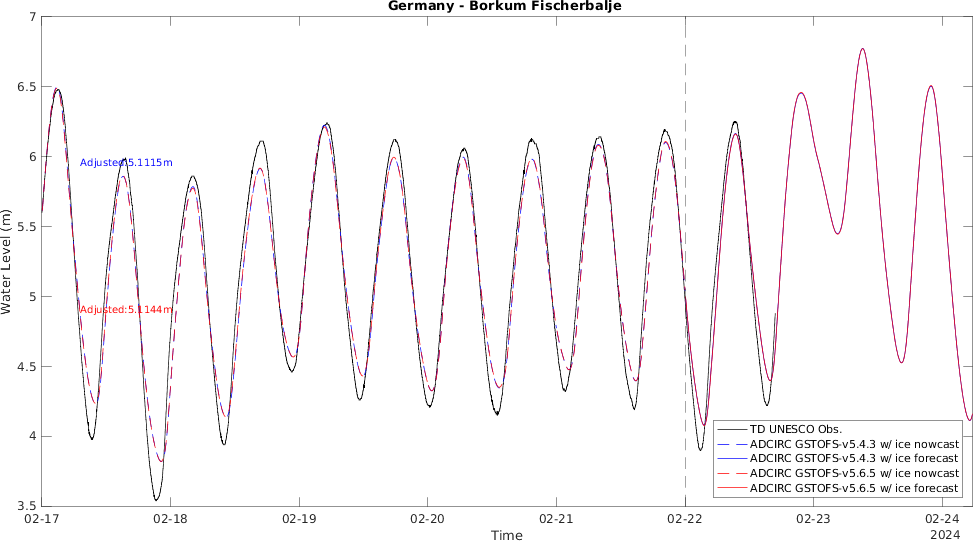 Germany - Borkum Fischerbalje
Water Level (m)
7
6.5
6
5.5
5
4.5
4
3.5
Adjusted:5.1115m
Adjusted:5.1144m
TD UNESCO Obs.
ADCIRC GSTOFS-v5.4.3 w/ ice nowcast
ADCIRC GSTOFS-v5.4.3 w/ ice forecast
ADCIRC GSTOFS-v5.6.5 w/ ice nowcast
ADCIRC GSTOFS-v5.6.5 w/ ice forecast
02-17 02-18 02-19 02-20 02-21 02-22 02-23 02-24
Time
2024